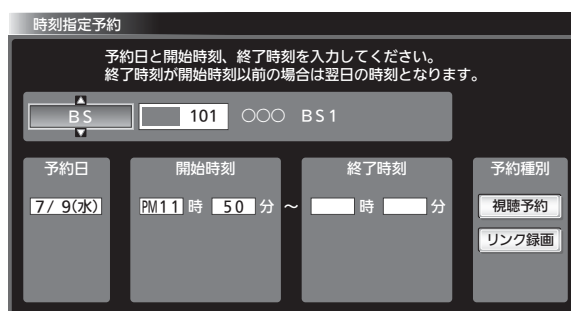 時刻指定予約
予約日と開始時刻、終了時刻を入力してください。
終了時刻が開始時刻以前の場合は翌日の時刻となります。
BS 101 ○○○ BS1
予約日 開始時刻 終了時刻 予約種別
7/ 9(水) PM11 時 50 分 ~ 時 分 視聴予約
リンク録画